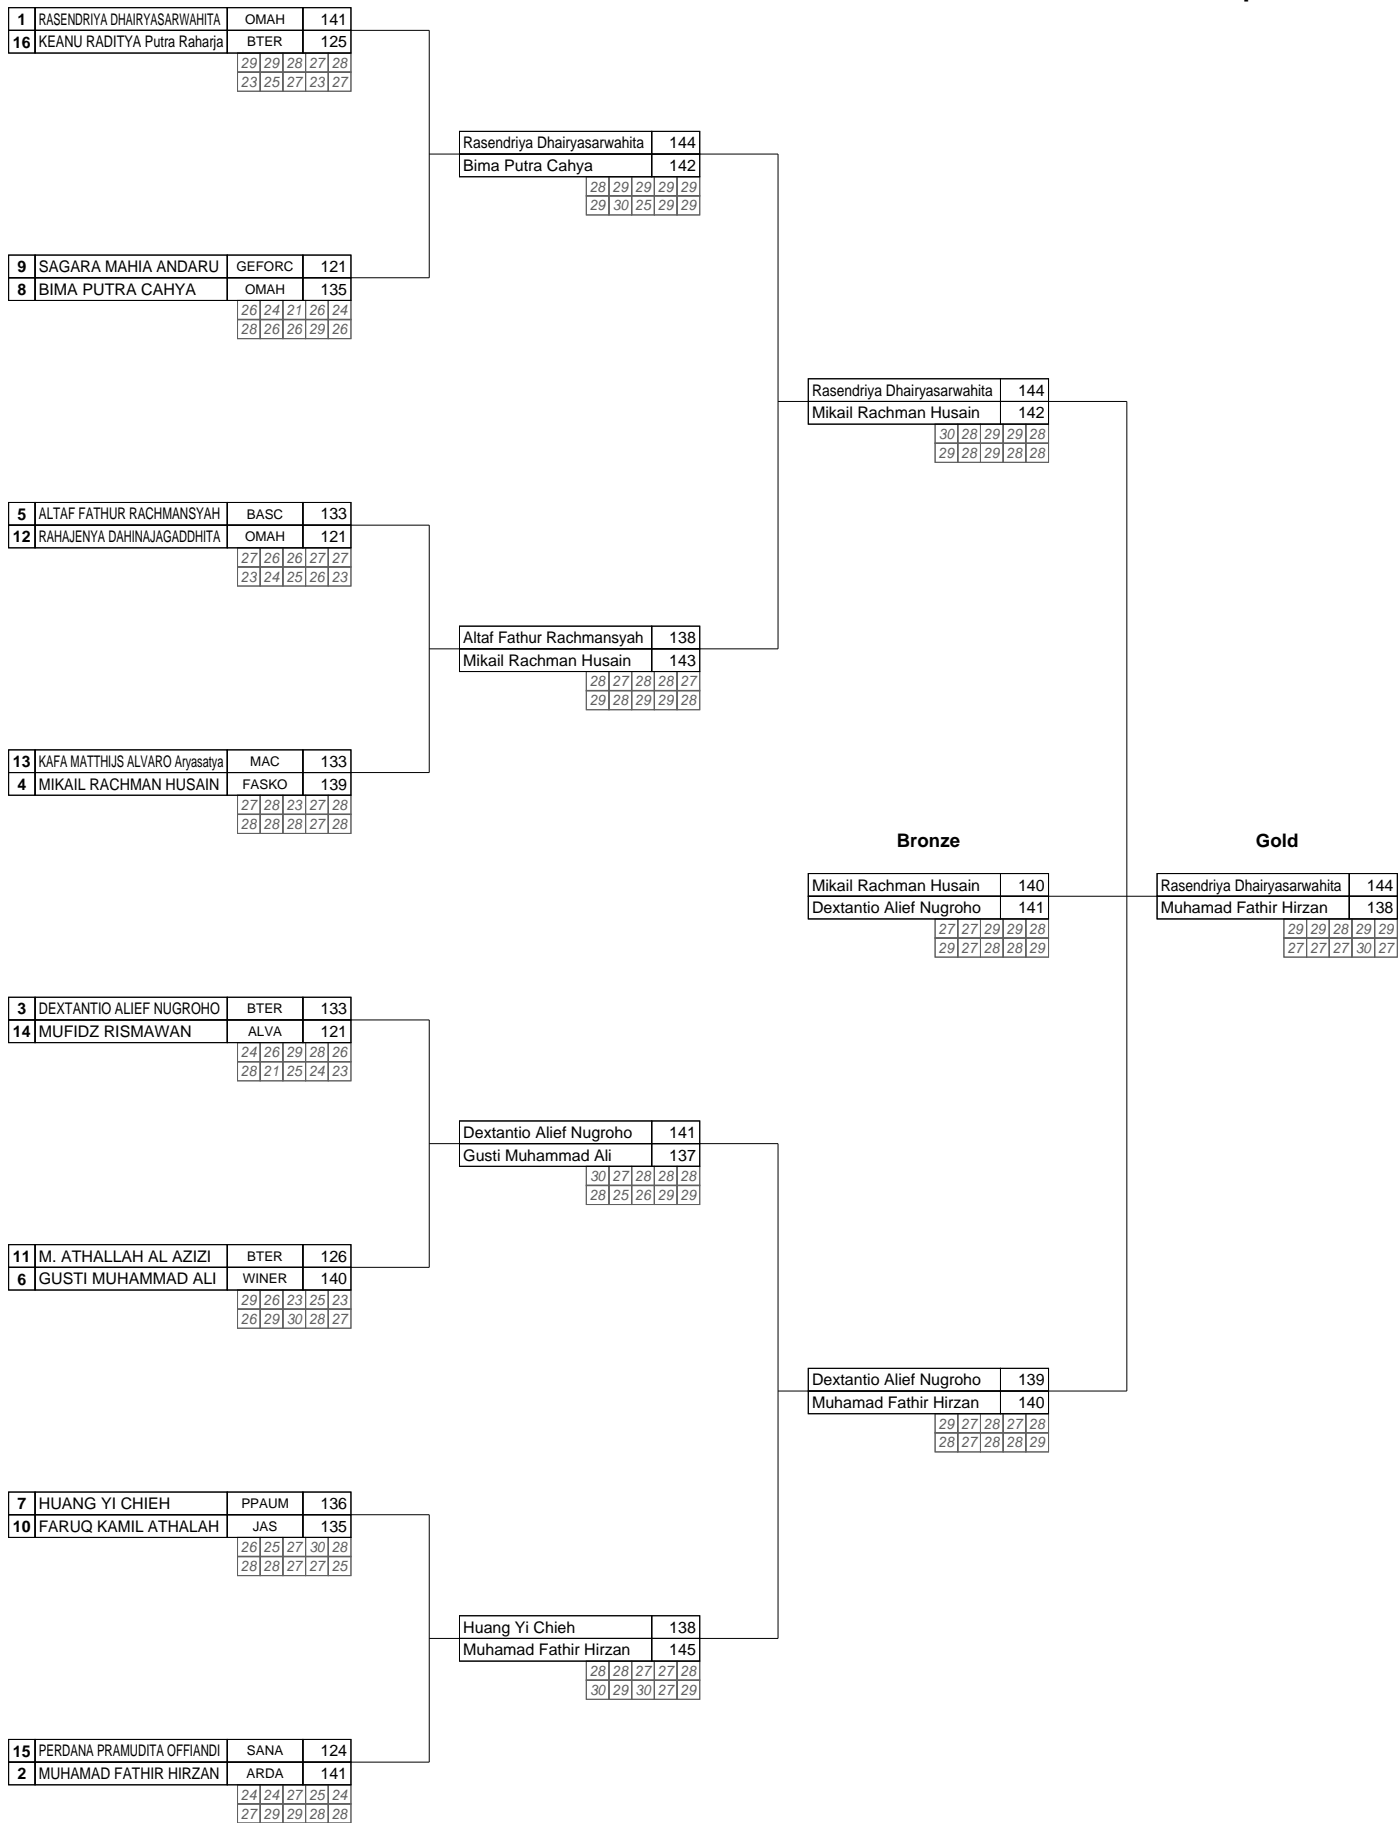 1 RASENDRIYA DHAIRYASARWAHITA OMAH 141
16 KEANU RADITYA Putra Raharja BTER 125
29 29 28 27 28
23 25 27 23 27
Rasendriya Dhairyasarwahita 144
Bima Putra Cahya 142
28 29 29 29 29
29 30 25 29 29
9 SAGARA MAHIA ANDARU GEFORC 121
8 BIMA PUTRA CAHYA OMAH 135
26 24 21 26 24
28 26 26 29 26
Rasendriya Dhairyasarwahita 144
Mikail Rachman Husain 142
30 28 29 29 28
29 28 29 28 28
5 ALTAF FATHUR RACHMANSYAH BASC 133
12 RAHAJENYA DAHINAJAGADDHITA OMAH 121
27 26 26 27 27
23 24 25 26 23
Altaf Fathur Rachmansyah 138
Mikail Rachman Husain 143
28 27 28 28 27
29 28 29 29 28
13 KAFA MATTHIJS ALVARO Aryasatya MAC 133
4 MIKAIL RACHMAN HUSAIN FASKO 139
27 28 23 27 28
28 28 28 27 28
Bronze
Mikail Rachman Husain 140
Dextantio Alief Nugroho 141
27 27 29 29 28
29 27 28 28 29
Gold
Rasendriya Dhairyasarwahita 144
Muhamad Fathir Hirzan 138
29 29 28 29 29
27 27 27 30 27
3 DEXTANTIO ALIEF NUGROHO BTER 133
14 MUFIDZ RISMAWAN ALVA 121
24 26 29 28 26
28 21 25 24 23
Dextantio Alief Nugroho 141
Gusti Muhammad Ali 137
30 27 28 28 28
28 25 26 29 29
11 M. ATHALLAH AL AZIZI BTER 126
6 GUSTI MUHAMMAD ALI WINER 140
29 26 23 25 23
26 29 30 28 27
Dextantio Alief Nugroho 139
Muhamad Fathir Hirzan 140
29 27 28 27 28
28 27 28 28 29
7 HUANG YI CHIEH PPAUM 136
10 FARUQ KAMIL ATHALAH JAS 135
26 25 27 30 28
28 28 27 27 25
Huang Yi Chieh 138
Muhamad Fathir Hirzan 145
28 28 27 27 28
30 29 30 27 29
15 PERDANA PRAMUDITA OFFIANDI SANA 124
2 MUHAMAD FATHIR HIRZAN ARDA 141
24 24 27 25 24
27 29 29 28 28